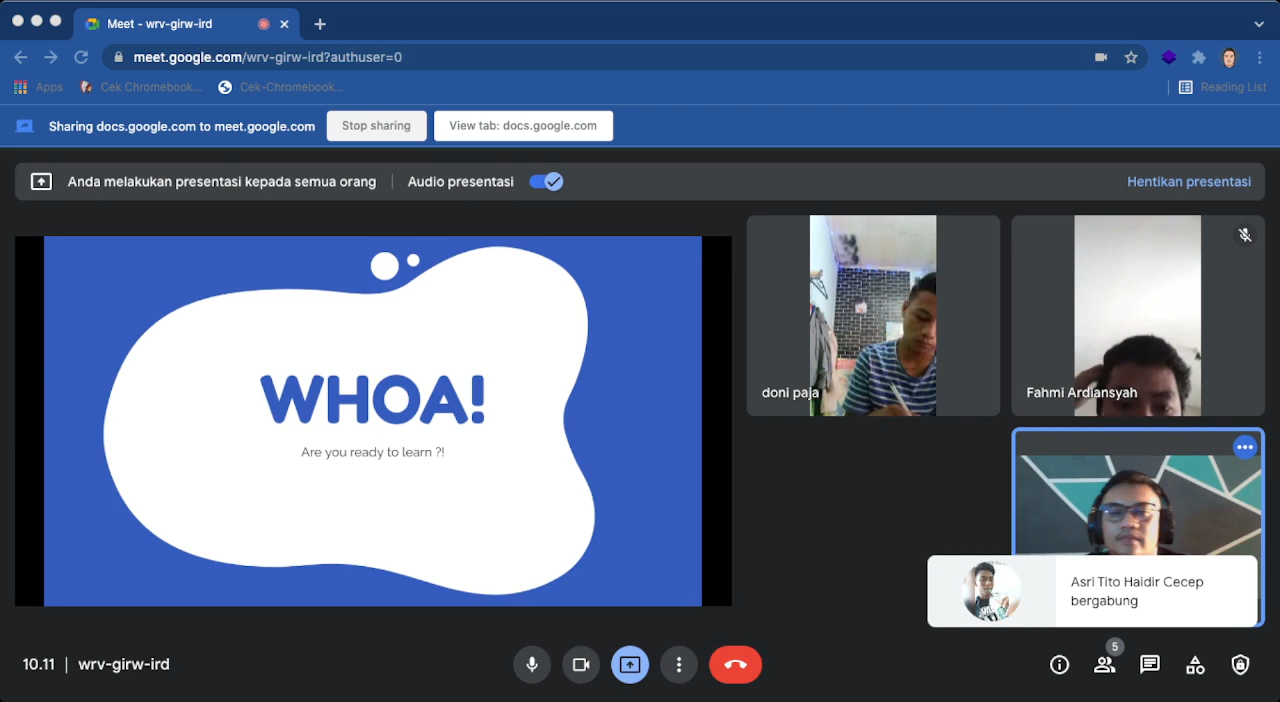 Meet - wrv-girw-ird
meet.google.com/wrv-girw-ird?authuser=0
Apps Cek Chromebook... Cek-Chromebook... Reading List
Sharing docs.google.com to meet.google.com Stop sharing View tab: docs.google.com
Anda melakukan presentasi kepada semua orang Audio presentasi Hentikan presentasi
WHOA!
Are you ready to learn ?!
doni paja
Fahmi Ardiansyah
Asri Tito Haidir Cecep
bergabung
10.11 | wrv-girw-ird
5